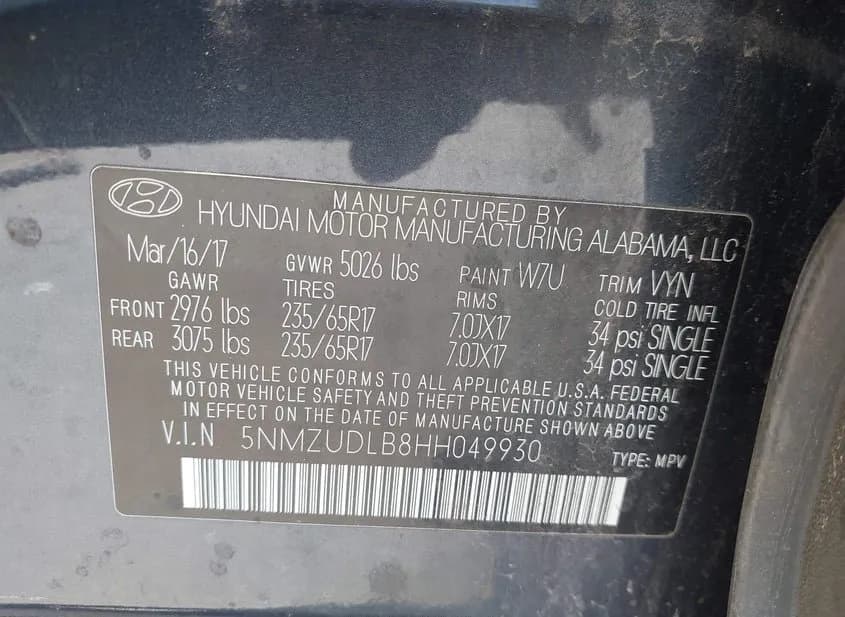 MANUFACTURED BY
HYUNDAI MOTOR MANUFACTURING ALABAMA, LLC
Mar/16/17 GVWR 5026 lbs PAINT W7U TRIM VYN
GAWR TIRES RIMS COLD TIRE INFL
FRONT 2976 lbs 235/65R17 7.0JX17 34 psi SINGLE
REAR 3075 lbs 235/65R17 7.0JX17 34 psi SINGLE
THIS VEHICLE CONFORMS TO ALL APPLICABLE U.S.A. FEDERAL
MOTOR VEHICLE SAFETY AND THEFT PREVENTION STANDARDS
IN EFFECT ON THE DATE OF MANUFACTURE SHOWN ABOVE
V.I.N 5NMZUDLB8HH049930 TYPE: MPV